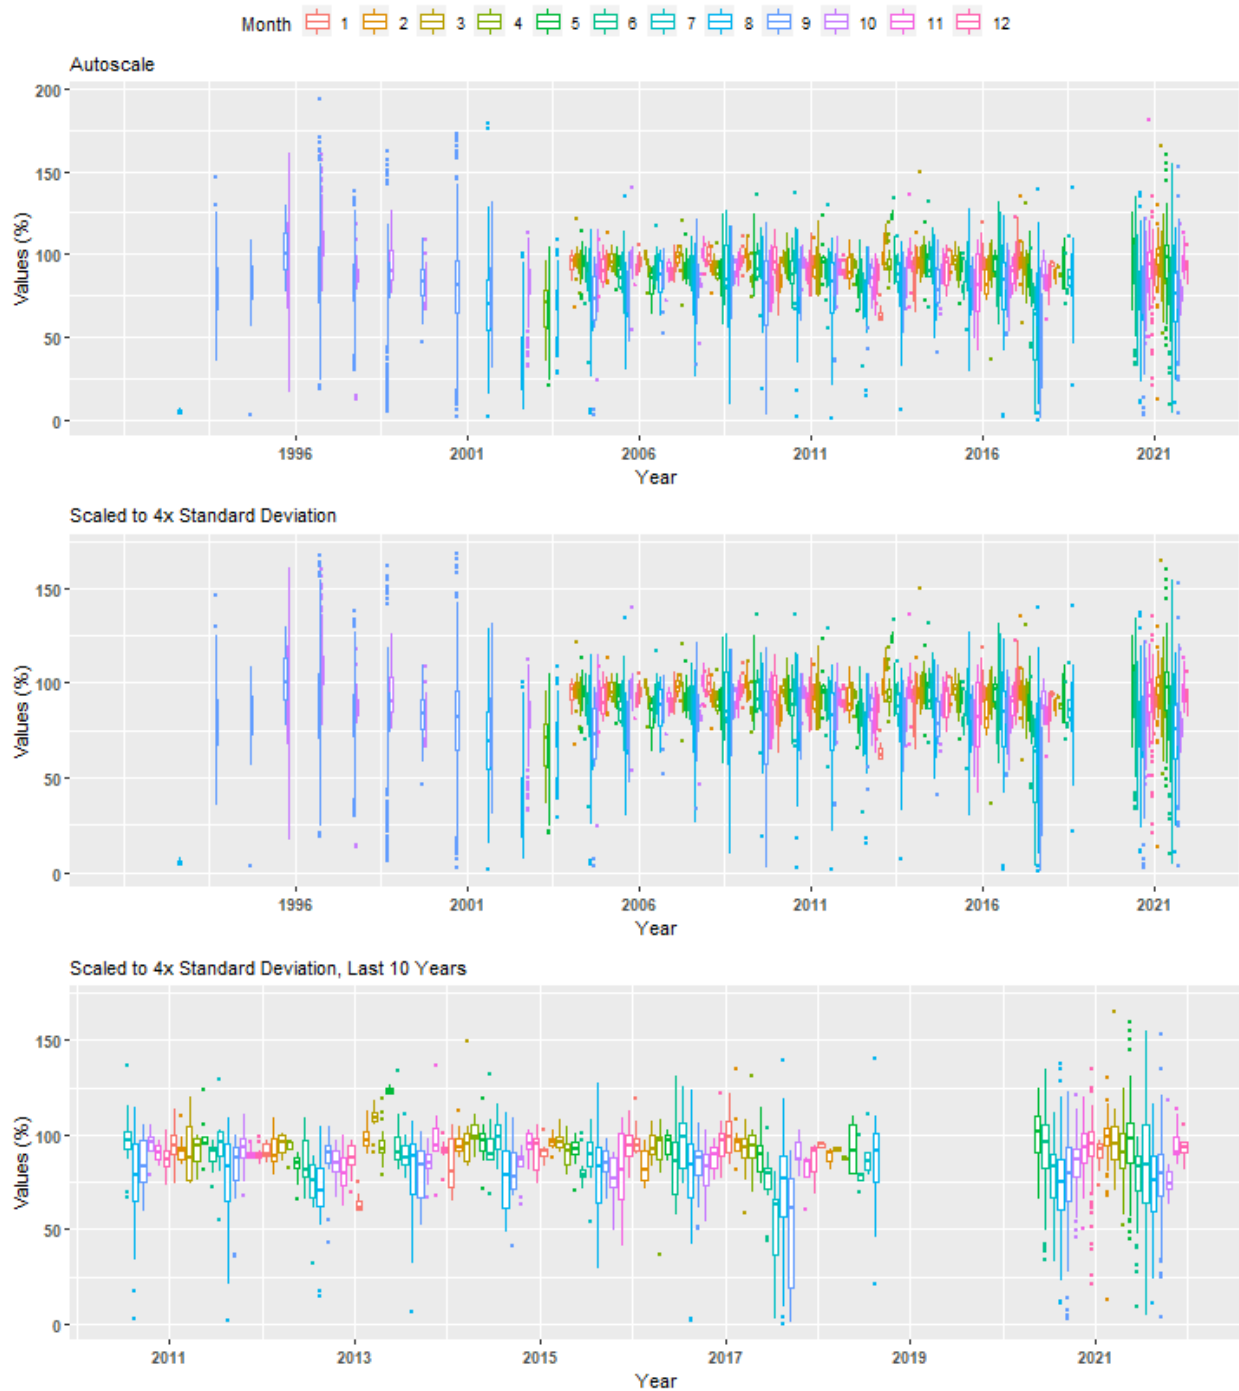 Month 1 2 3 4 5 6 7 8 9 10 11 12
Autoscale
200
150
100
50
0
Values (%)
1996 2001 2006 2011 2016 2021
Year
Scaled to 4x Standard Deviation
150
100
50
0
Values (%)
1996 2001 2006 2011 2016 2021
Year
Scaled to 4x Standard Deviation, Last 10 Years
150
100
50
0
Values (%)
2011 2013 2015 2017 2019 2021
Year